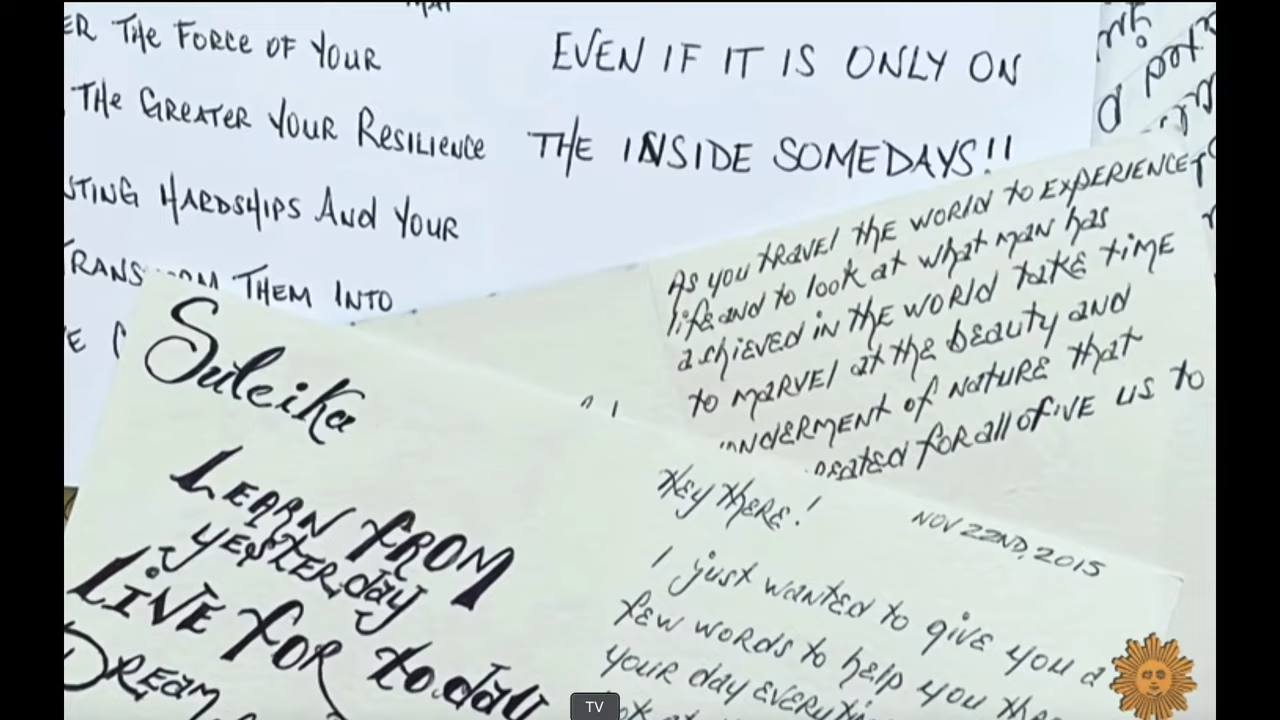 ER THE FORCE OF YOUR
THE GREATER YOUR RESILIENCE
STING HARDSHIPS AND YOUR
THEM INTO
EVEN IF IT IS ONLY ON
THE INSIDE SOMEDAYS!!
As you travel the world to experience
life and to look at what man has
achieved in the world take time
to marvel at the beauty and
nderment of nature that
eated for all of us to
Suleika
LEARN FROM
yesterday
LIVE FOR today
DREAM
Hey there!
NOV 22ND, 2015
I just wanted to give you a
few words to help you
your day
TV